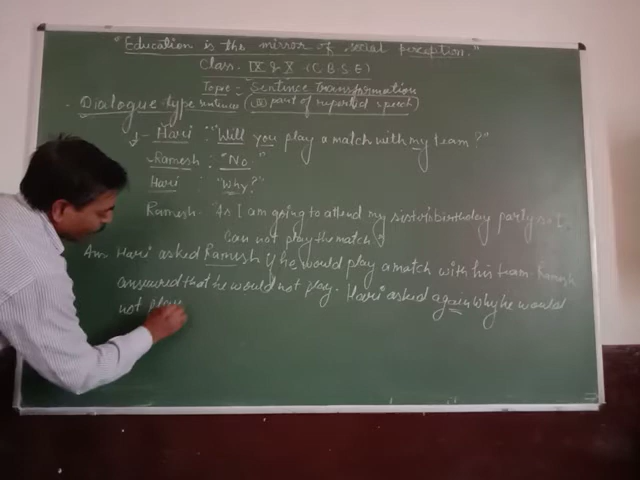 "Education is the mirror of social perception."
Class. IX & X (C.B.S.E)
Topic : Sentence Transformation
Dialogue-type sentences (A part of reported speech)
1 - Hari : "Will you play a match with my team?"
Ramesh : "No."
Hari : "Why?"
Ramesh : As I am going to attend my sister's birthday party so I
Can not play the match.
Ans. Hari asked Ramesh if he would play a match with his team. Ramesh
answered that he would not play. Hari asked again why he would
not play